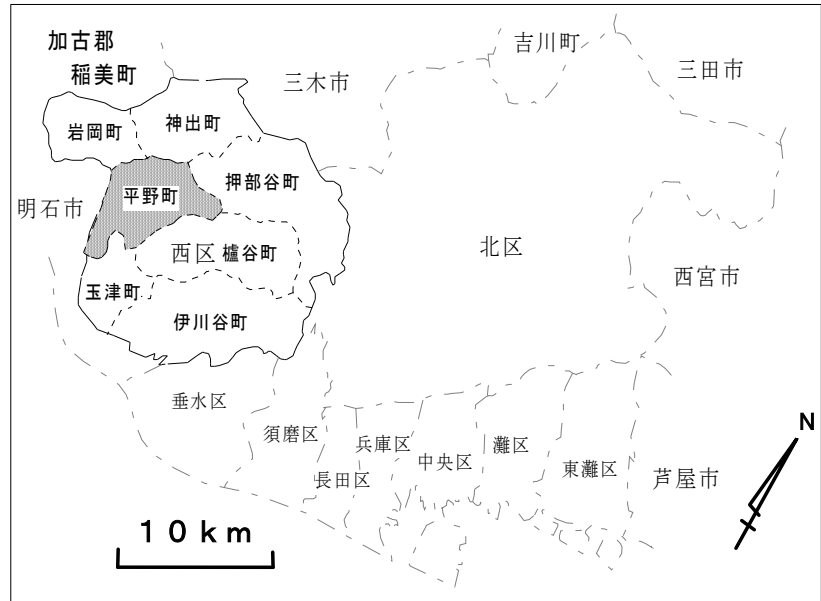 加古郡
稲美町
吉川町
三木市
三田市
岩岡町
神出町
平野町
押部谷町
明石市
西区
櫨谷町
北区
西宮市
玉津町
伊川谷町
垂水区
須磨区
兵庫区
長田区
中央区
灘区
東灘区
芦屋市
N
10km